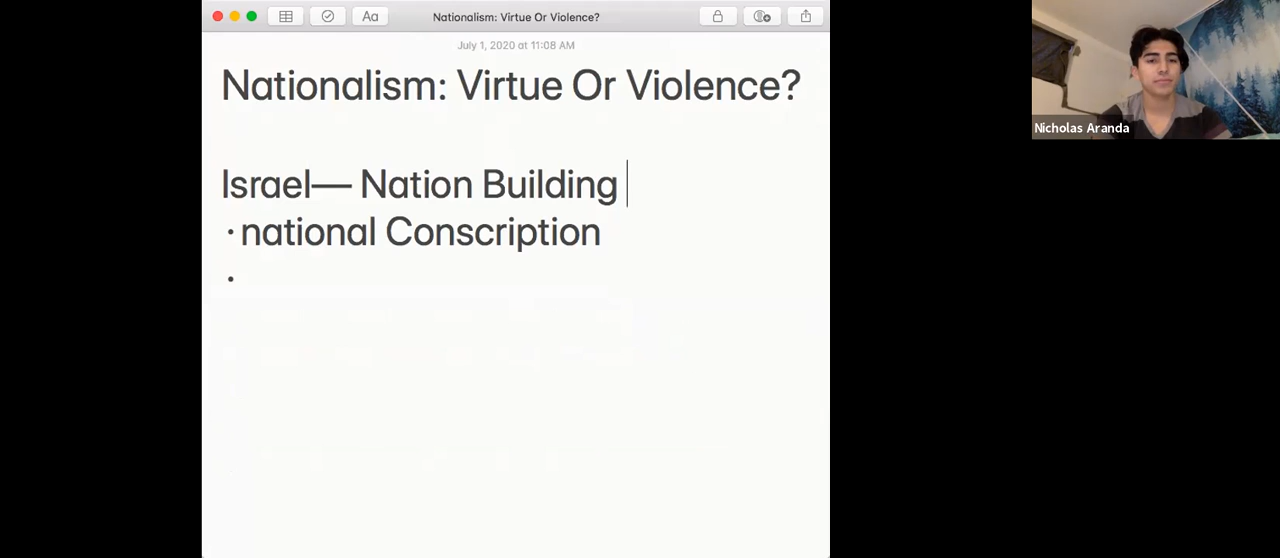 Aa
Nationalism: Virtue Or Violence?
July 1, 2020 at 11:08 AM
Nationalism: Virtue Or Violence?
Israel— Nation Building
· national Conscription
·
Nicholas Aranda